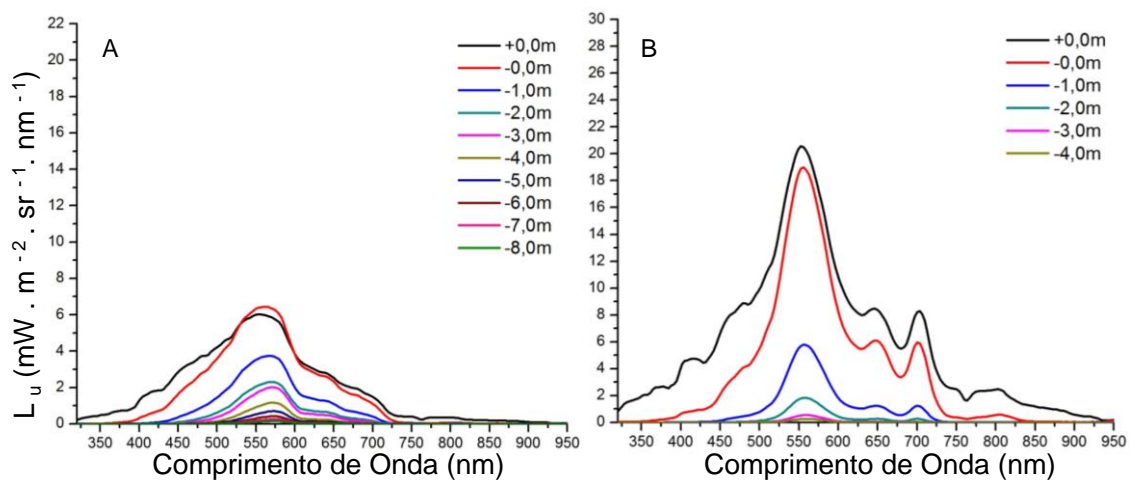 L u (mW . m -2 . sr -1 . nm -1)
22
20
18
16
14
12
10
8
6
4
2
0
A
+0,0m
-0,0m
-1,0m
-2,0m
-3,0m
-4,0m
-5,0m
-6,0m
-7,0m
-8,0m
350 400 450 500 550 600 650 700 750 800 850 900 950
Comprimento de Onda (nm)
30
28
26
24
22
20
18
16
14
12
10
8
6
4
2
0
B
+0,0m
-0,0m
-1,0m
-2,0m
-3,0m
-4,0m
350 400 450 500 550 600 650 700 750 800 850 900 950
Comprimento de Onda (nm)